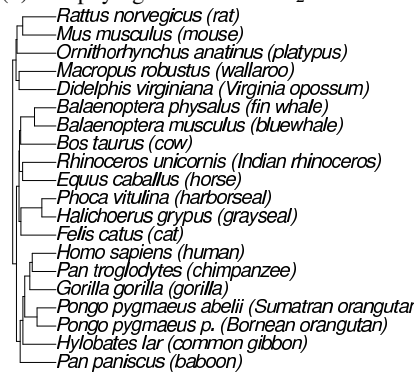 Rattus norvegicus (rat)
Mus musculus (mouse)
Ornithorhynchus anatinus (platypus)
Macropus robustus (wallaroo)
Didelphis virginiana (Virginia opossum)
Balaenoptera physalus (fin whale)
Balaenoptera musculus (bluewhale)
Bos taurus (cow)
Rhinoceros unicornis (Indian rhinoceros)
Equus caballus (horse)
Phoca vitulina (harborseal)
Halichoerus grypus (grayseal)
Felis catus (cat)
Homo sapiens (human)
Pan troglodytes (chimpanzee)
Gorilla gorilla (gorilla)
Pongo pygmaeus abelii (Sumatran orangutan
Pongo pygmaeus p. (Bornean orangutan)
Hylobates lar (common gibbon)
Pan paniscus (baboon)